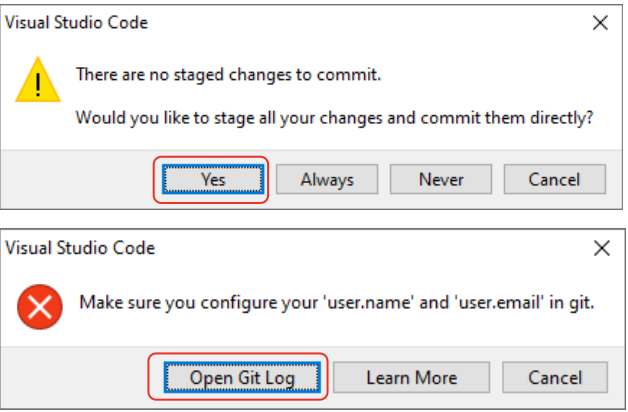 Visual Studio Code
There are no staged changes to commit.
Would you like to stage all your changes and commit them directly?
Yes Always Never Cancel
Visual Studio Code
Make sure you configure your 'user.name' and 'user.email' in git.
Open Git Log Learn More Cancel